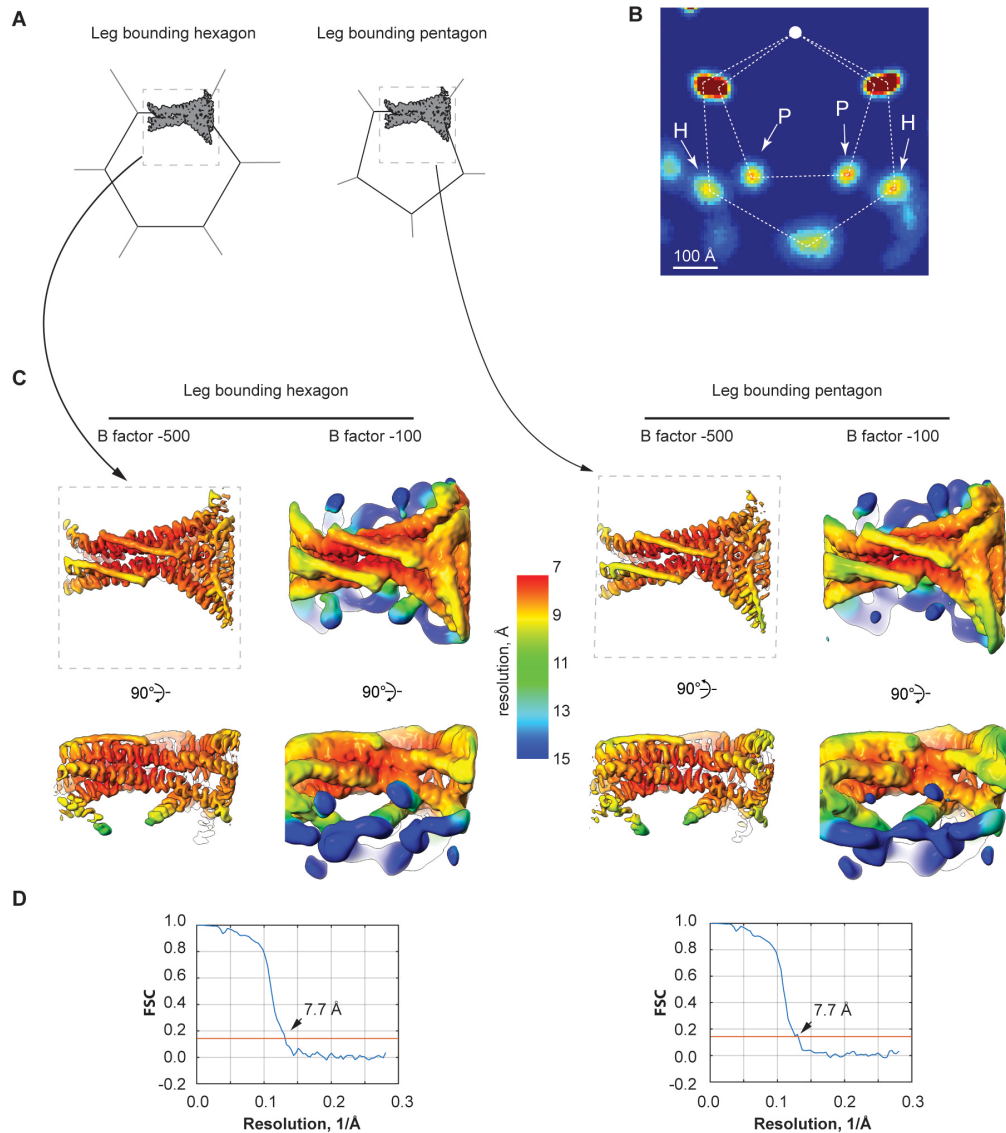 A
Leg bounding hexagon
Leg bounding pentagon
B
P
P
H
H
100 Å
C
Leg bounding hexagon
B factor -500
B factor -100
Leg bounding pentagon
B factor -500
B factor -100
7
9
11
13
15
resolution, Å
90°
90°
90°
90°
D
1.0
0.8
0.6
0.4
0.2
0.0
-0.2
FSC
7.7 Å
0.0
0.1
0.2
0.3
Resolution, 1/Å
1.0
0.8
0.6
0.4
0.2
0.0
-0.2
FSC
7.7 Å
0.0
0.1
0.2
0.3
Resolution, 1/Å